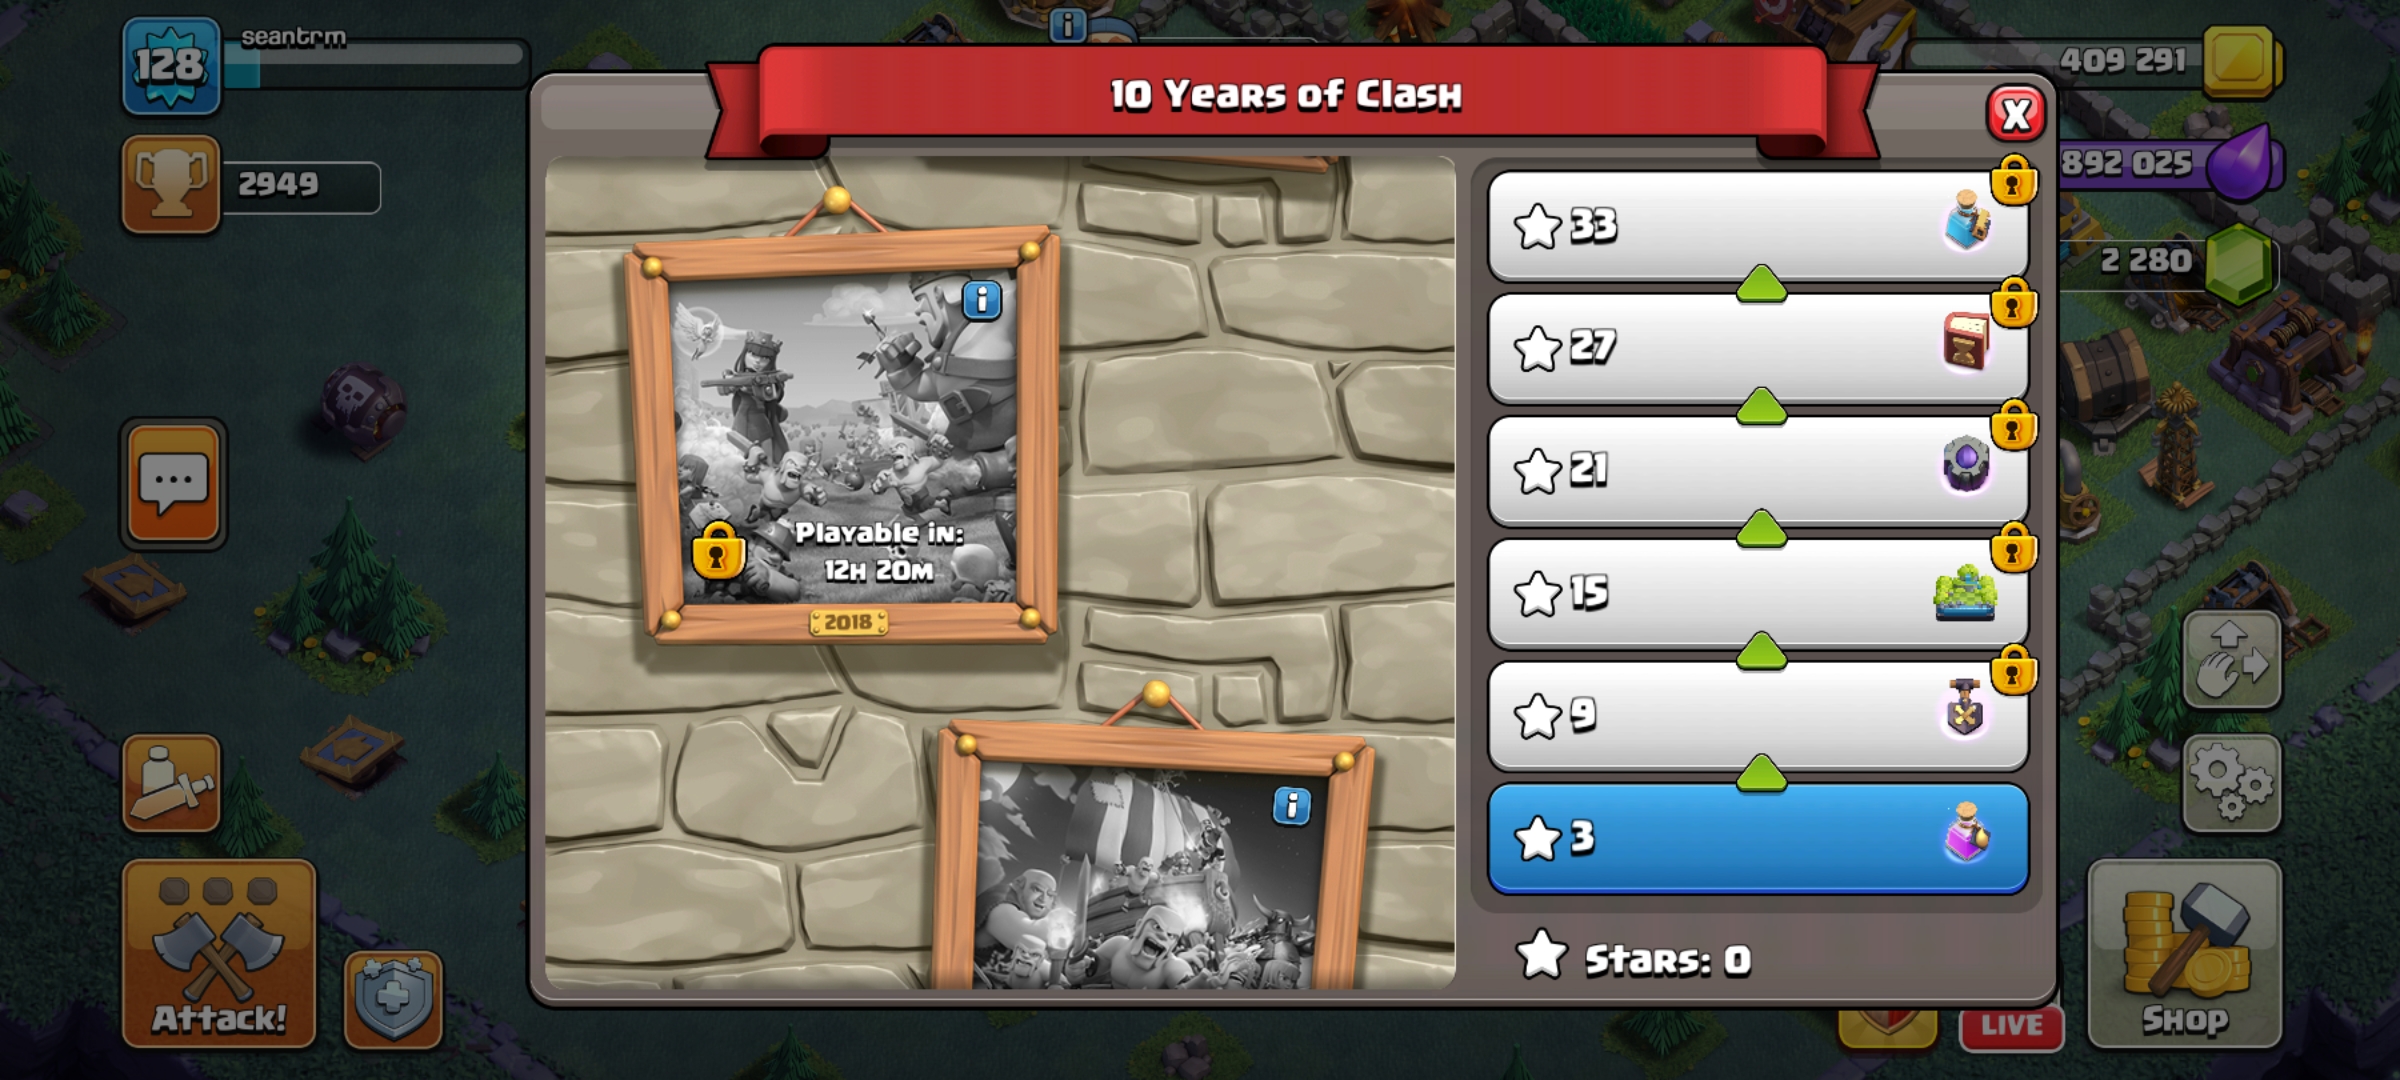 128
seantrm
2949
10 Years of Clash
X
409 291
892 025
2 280
i
i
Playable in:
12h 20m
2018
i
33
27
21
15
9
3
Stars: 0
Attack!
LIVE
Shop